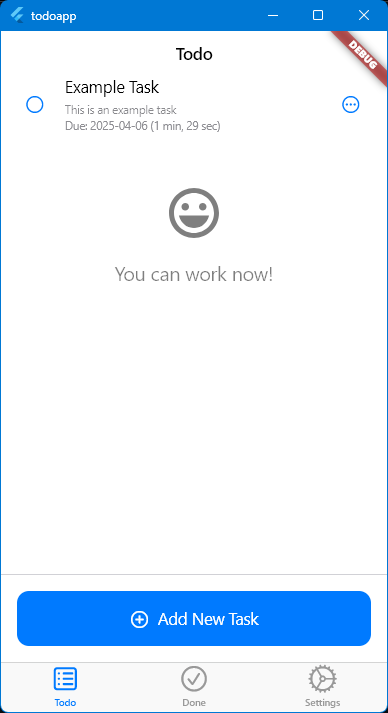 todoapp
DEBUG
Todo
Example Task
This is an example task
Due: 2025-04-06 (1 min, 29 sec)
You can work now!
Add New Task
Todo
Done
Settings